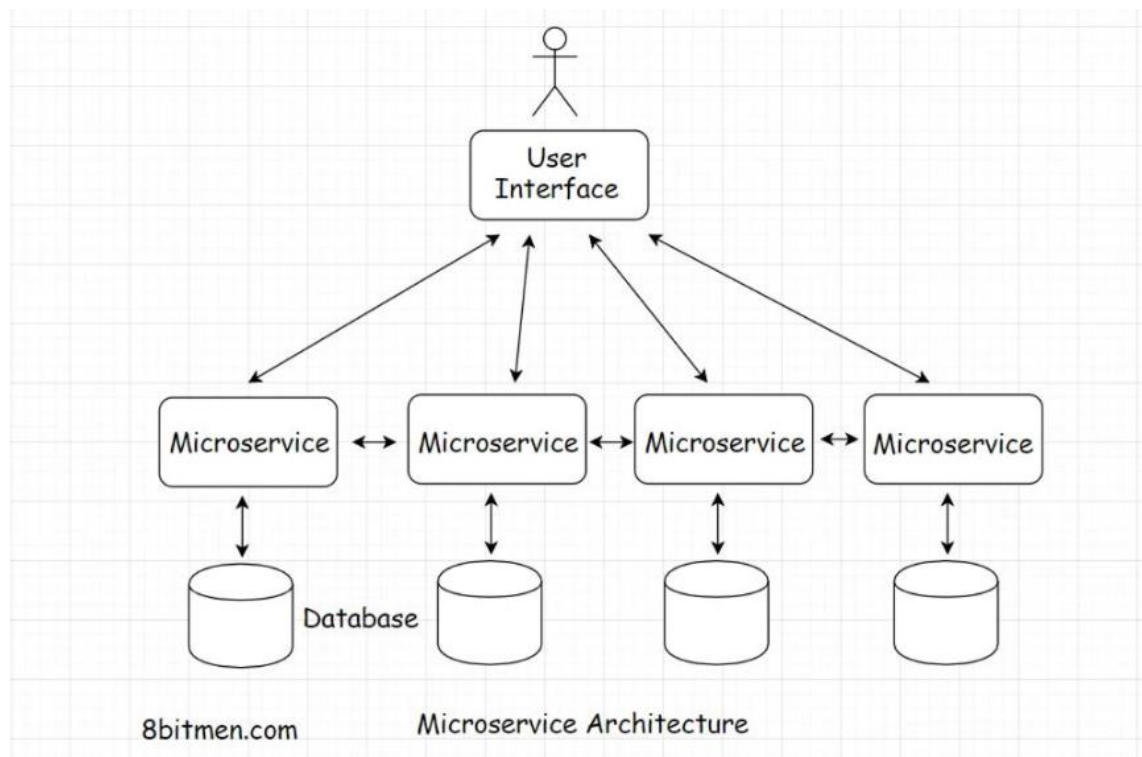 User
Interface
Microservice
Microservice
Microservice
Microservice
Database
8bitmen.com
Microservice Architecture